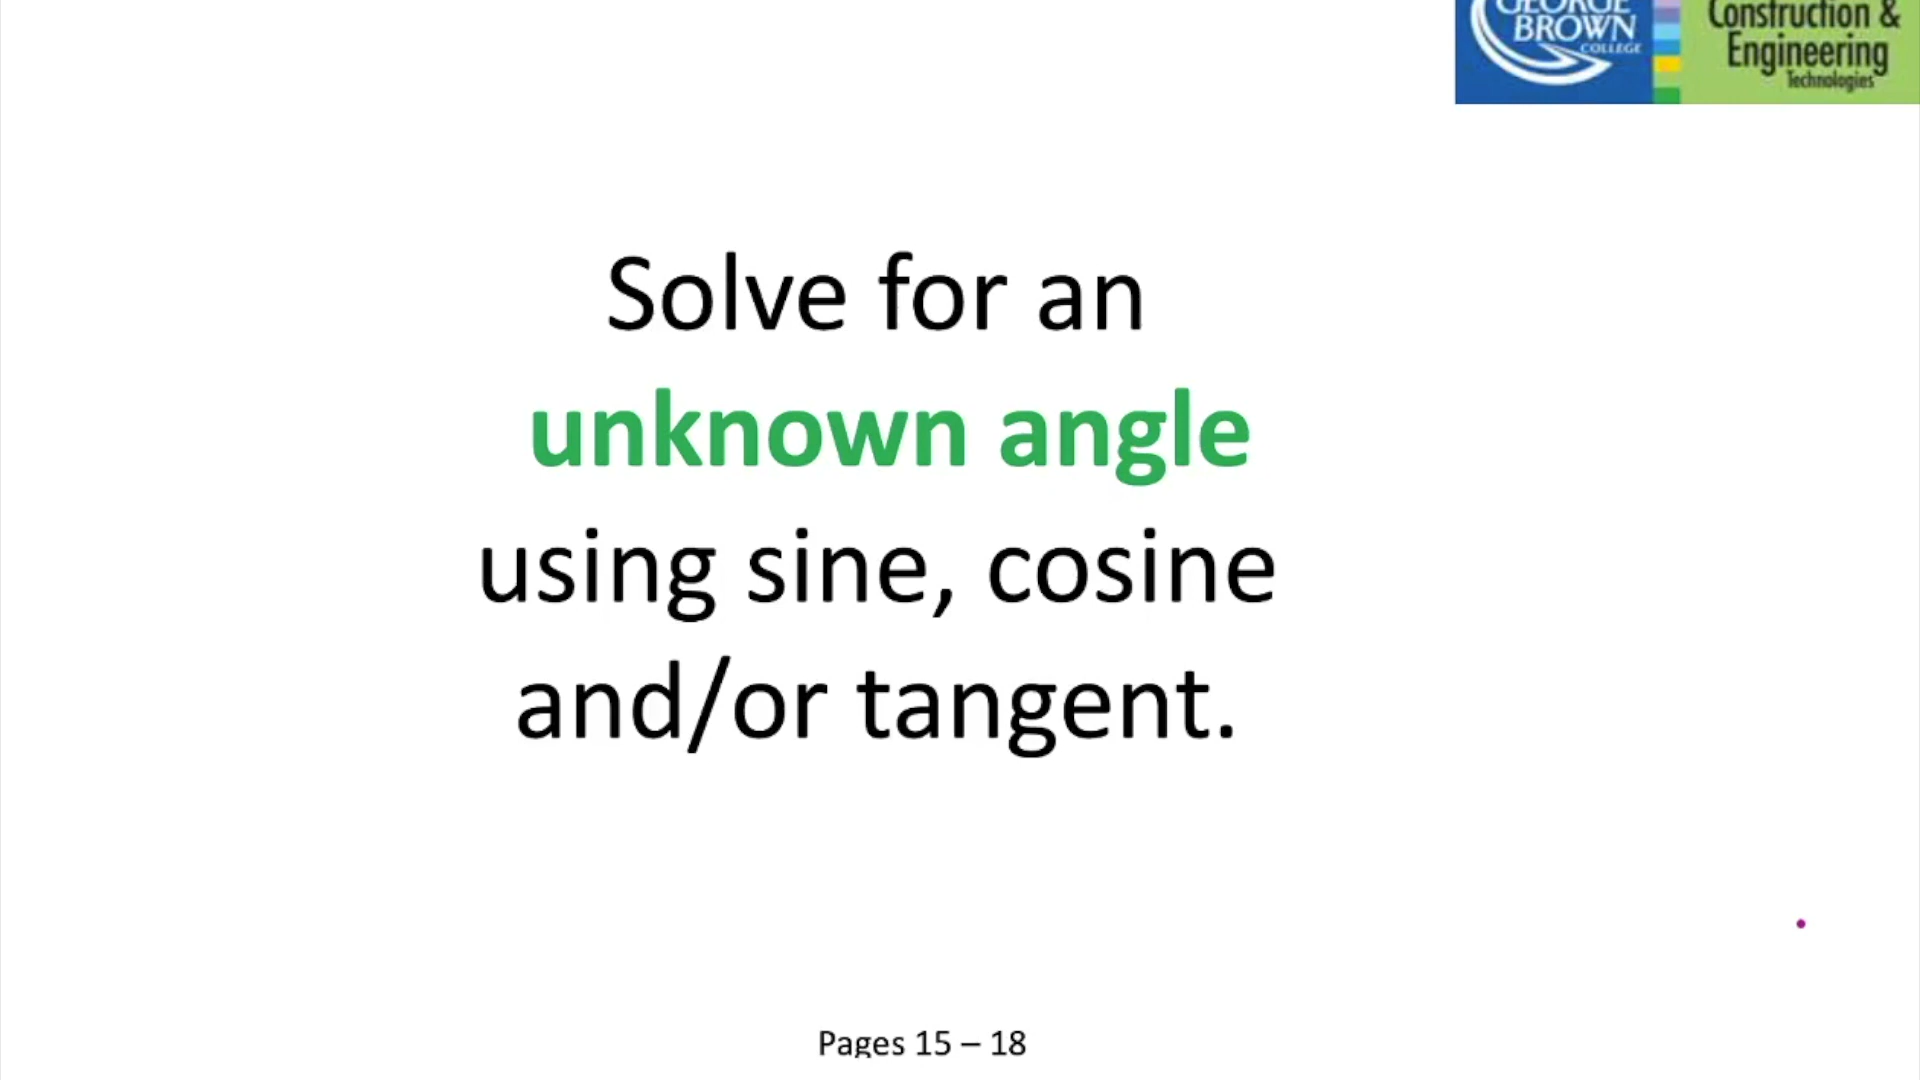 GEORGE
BROWN
COLLEGE
Construction &
Engineering
Technologies
Solve for an
unknown angle
using sine, cosine
and/or tangent.
Pages 15 – 18